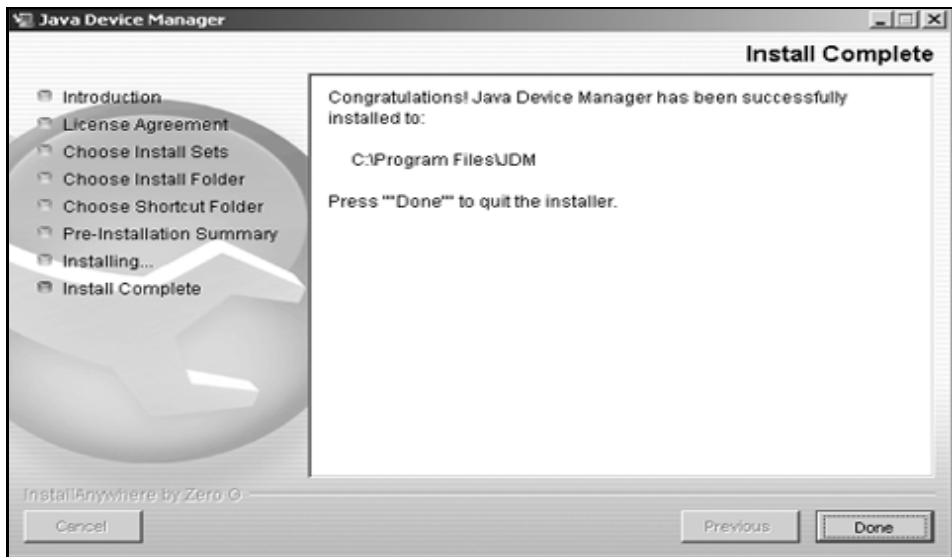 Java Device Manager
Install Complete
Introduction
License Agreement
Choose Install Sets
Choose Install Folder
Choose Shortcut Folder
Pre-Installation Summary
Installing...
Install Complete
Congratulations! Java Device Manager has been successfully
installed to:
C:\Program Files\JDM
Press ""Done"" to quit the installer.
InstallAnywhere by Zero G
Cancel
Previous
Done